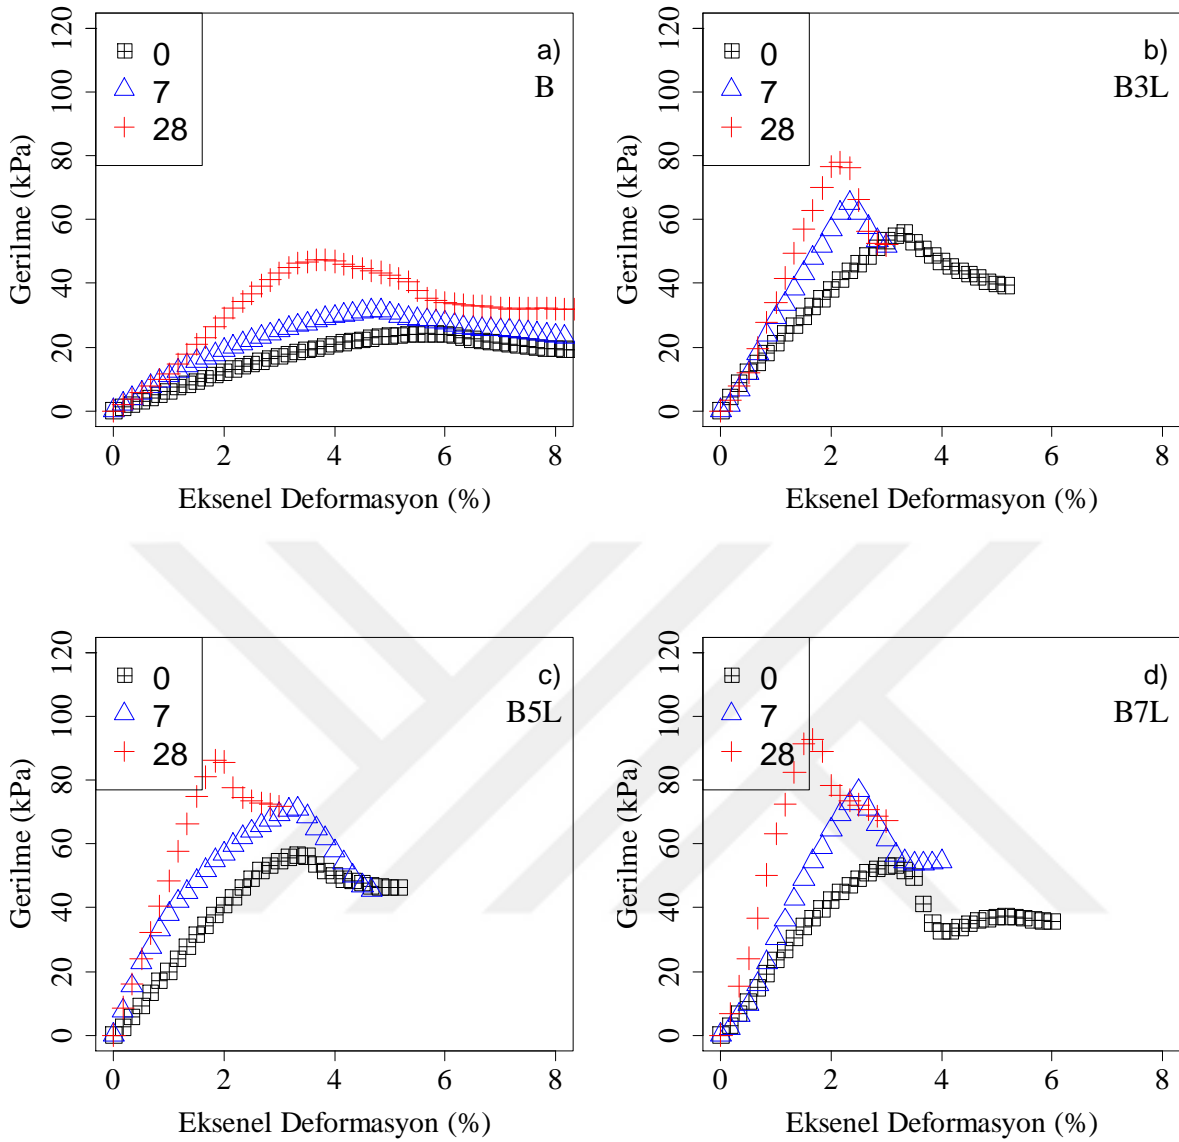 a)
B
0
7
28
Gerilme (kPa)
0 20 40 60 80 100 120
0 2 4 6 8
Eksenel Deformasyon (%)
b)
B3L
0
7
28
Gerilme (kPa)
0 20 40 60 80 100 120
0 2 4 6 8
Eksenel Deformasyon (%)
c)
B5L
0
7
28
Gerilme (kPa)
0 20 40 60 80 100 120
0 2 4 6 8
Eksenel Deformasyon (%)
d)
B7L
0
7
28
Gerilme (kPa)
0 20 40 60 80 100 120
0 2 4 6 8
Eksenel Deformasyon (%)